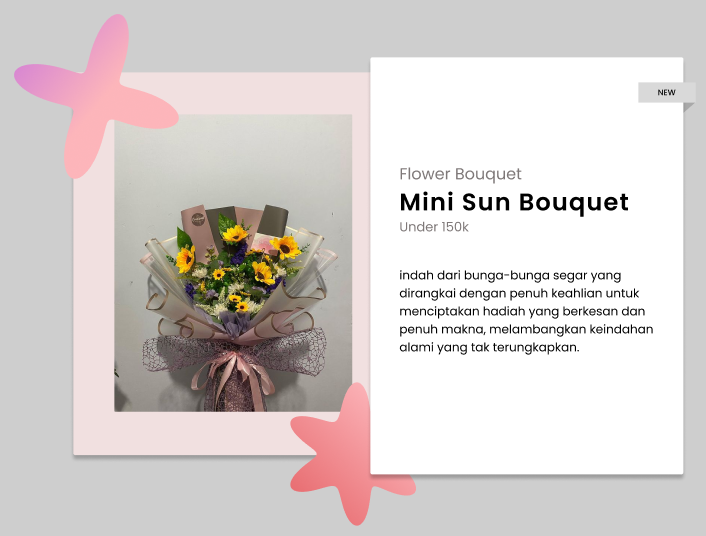 NEW
Flower Bouquet
Mini Sun Bouquet
Under 150k
indah dari bunga-bunga segar yang
dirangkai dengan penuh keahlian untuk
menciptakan hadiah yang berkesan dan
penuh makna, melambangkan keindahan
alami yang tak terungkapkan.